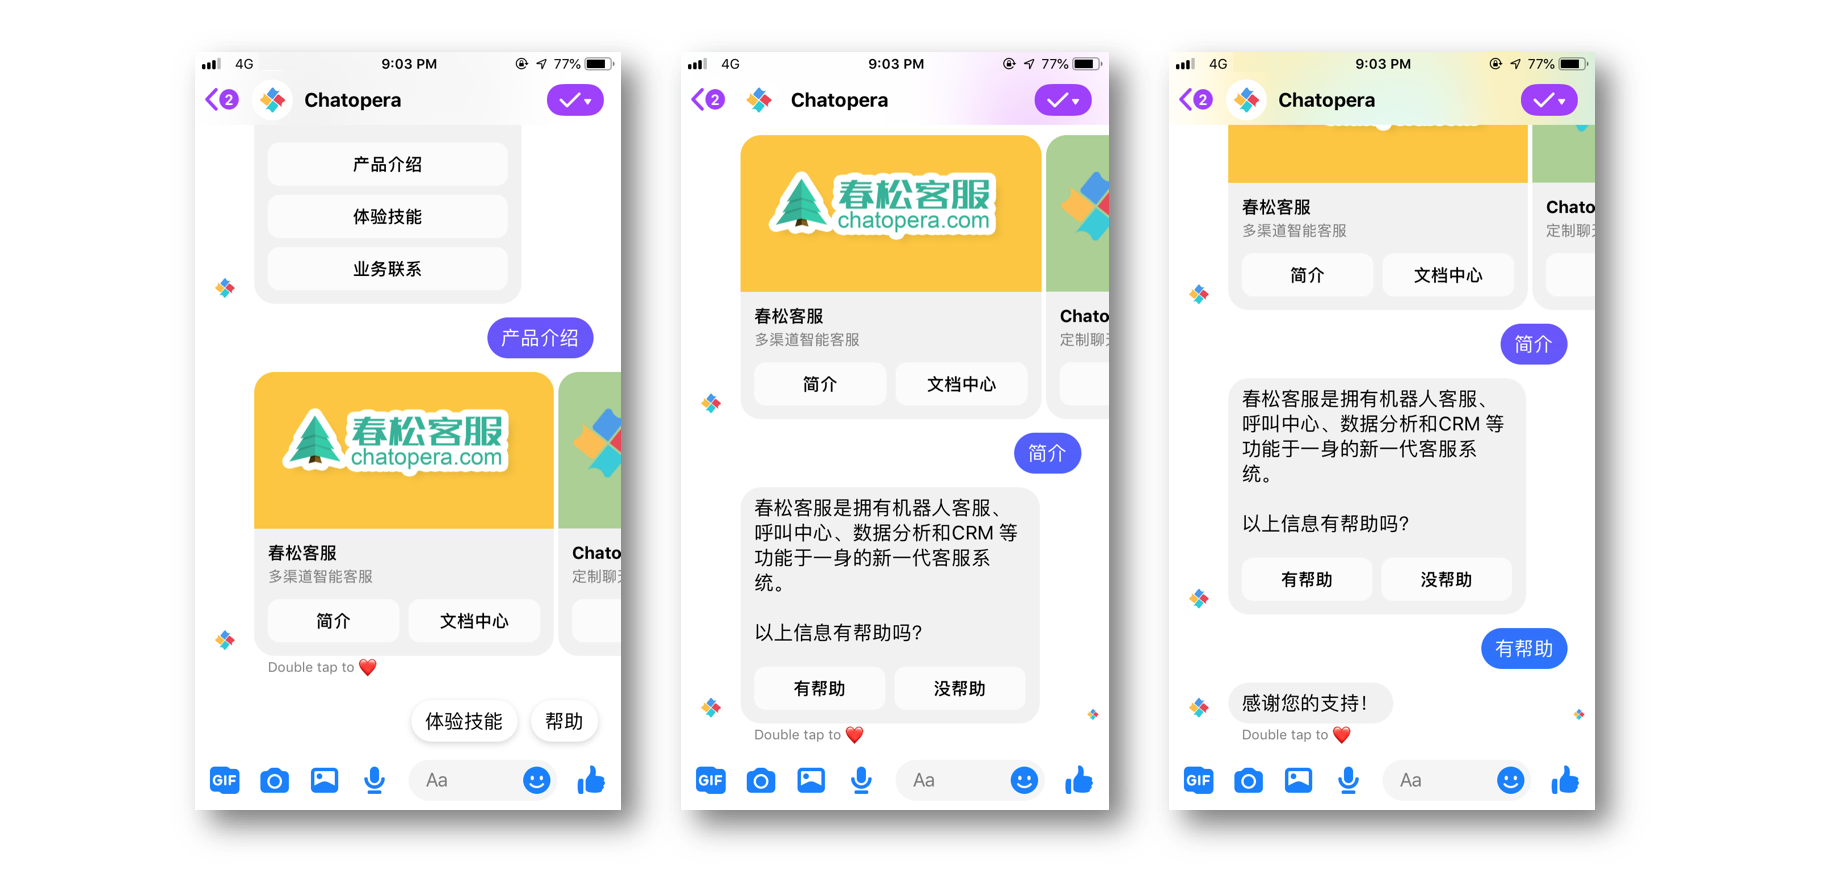 4G 9:03 PM 77%
2 Chatopera
产品介绍
体验技能
业务联系
产品介绍
春松客服
chatopera.com
春松客服
多渠道智能客服
简介 文档中心
Chato
定制聊
Double tap to
体验技能 帮助
GIF Aa
4G 9:03 PM 77%
2 Chatopera
春松客服
chatopera.com
春松客服
多渠道智能客服
简介 文档中心
Chato
定制聊
简介
春松客服是拥有机器人客服、
呼叫中心、数据分析和CRM 等
功能于一身的新一代客服系
统。
以上信息有帮助吗?
有帮助 没帮助
Double tap to
GIF Aa
4G 9:03 PM 77%
2 Chatopera
春松客服
多渠道智能客服
简介 文档中心
Chato
定制聊
简介
春松客服是拥有机器人客服、
呼叫中心、数据分析和CRM 等
功能于一身的新一代客服系
统。
以上信息有帮助吗?
有帮助 没帮助
有帮助
感谢您的支持！
Double tap to
GIF Aa